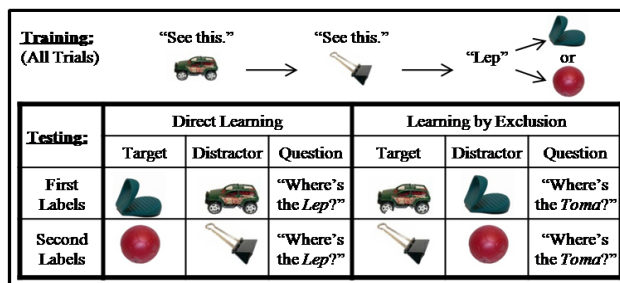 Training: "See this." "See this."
(All Trials) "Lep" or
Testing: Direct Learning Learning by Exclusion
Target Distractor Question Target Distractor Question
First Labels "Where's the Lep?" "Where's the Toma?"
Second Labels "Where's the Lep?" "Where's the Toma?"